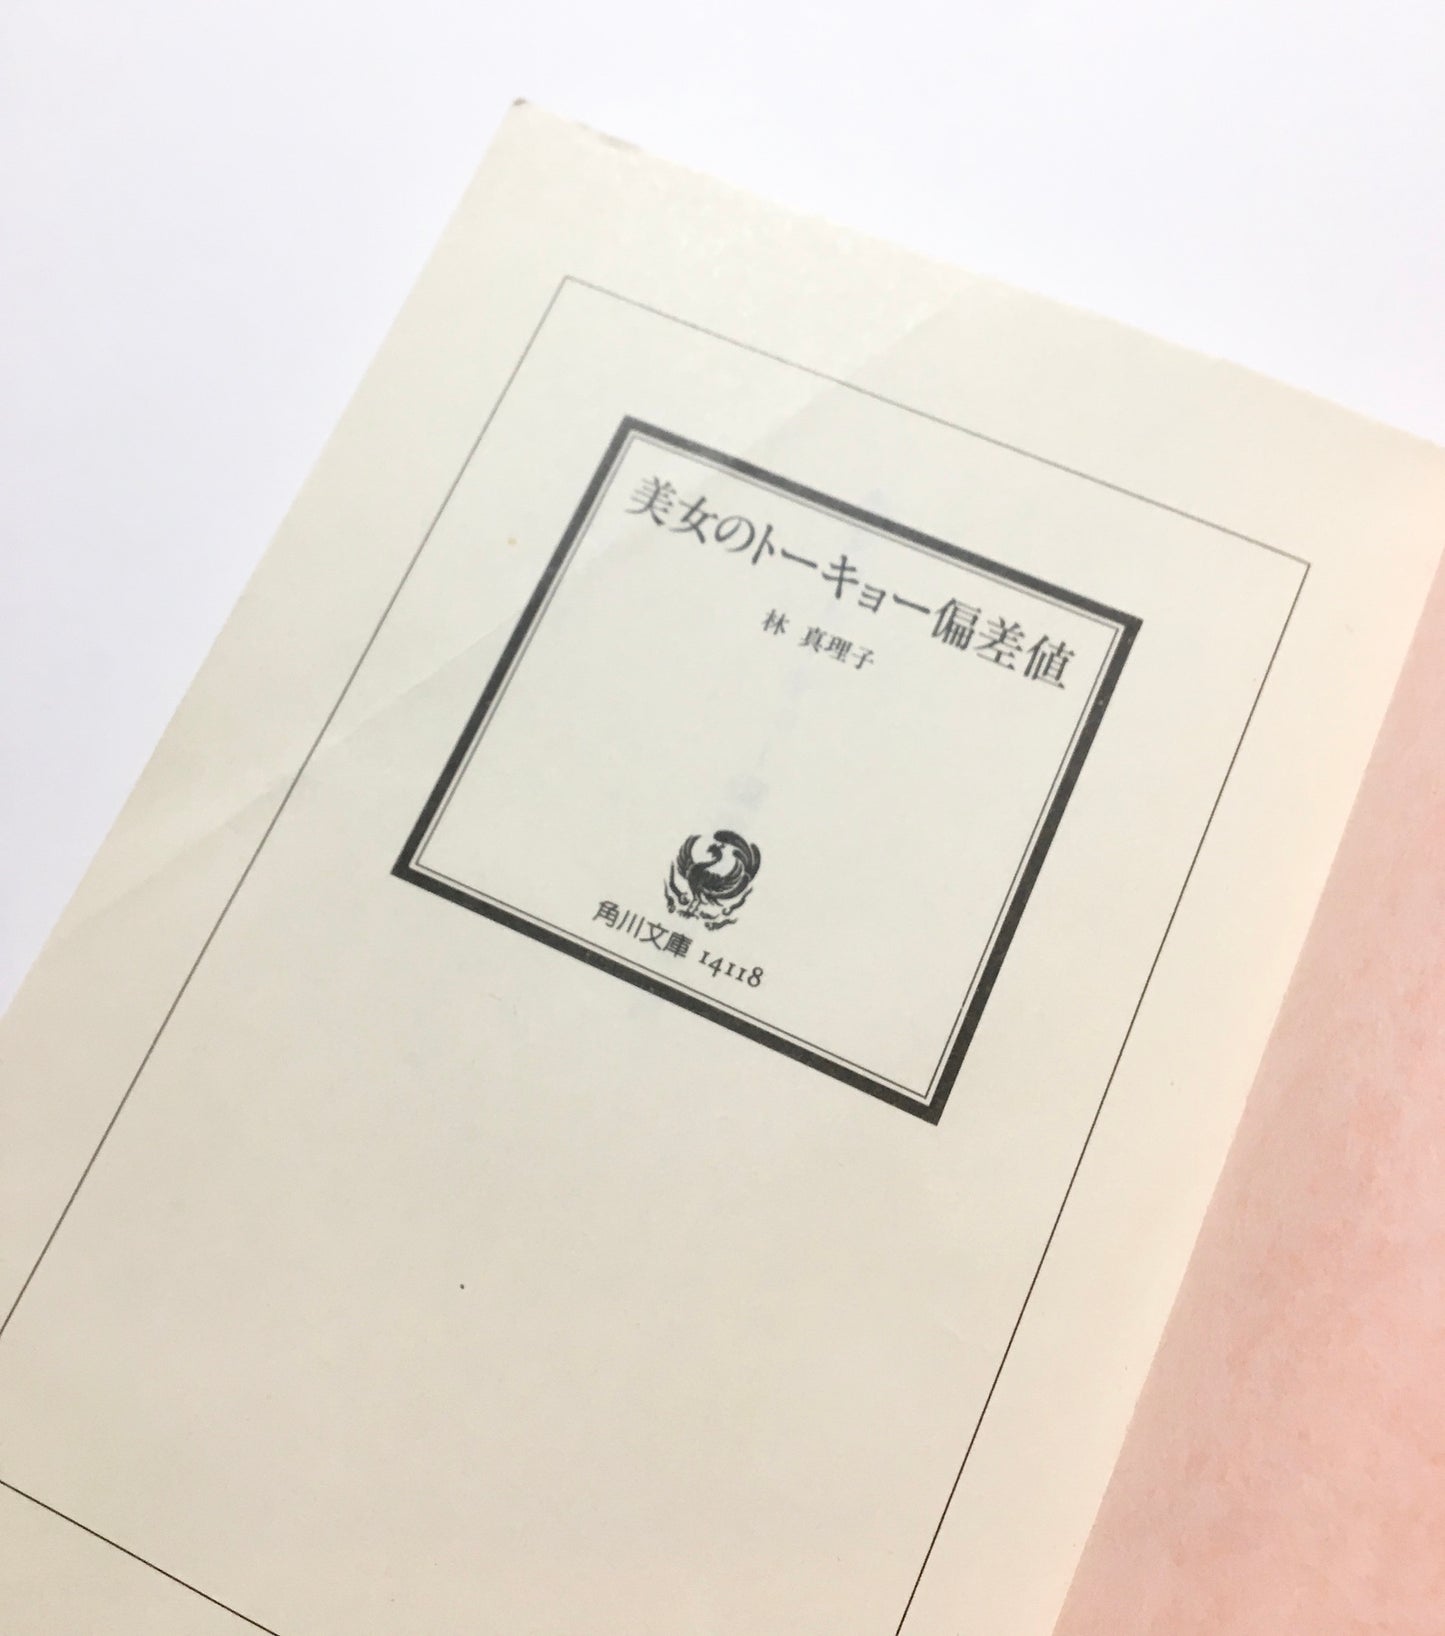 美女のトーキョー偏差値
林 真理子
角川文庫 14118